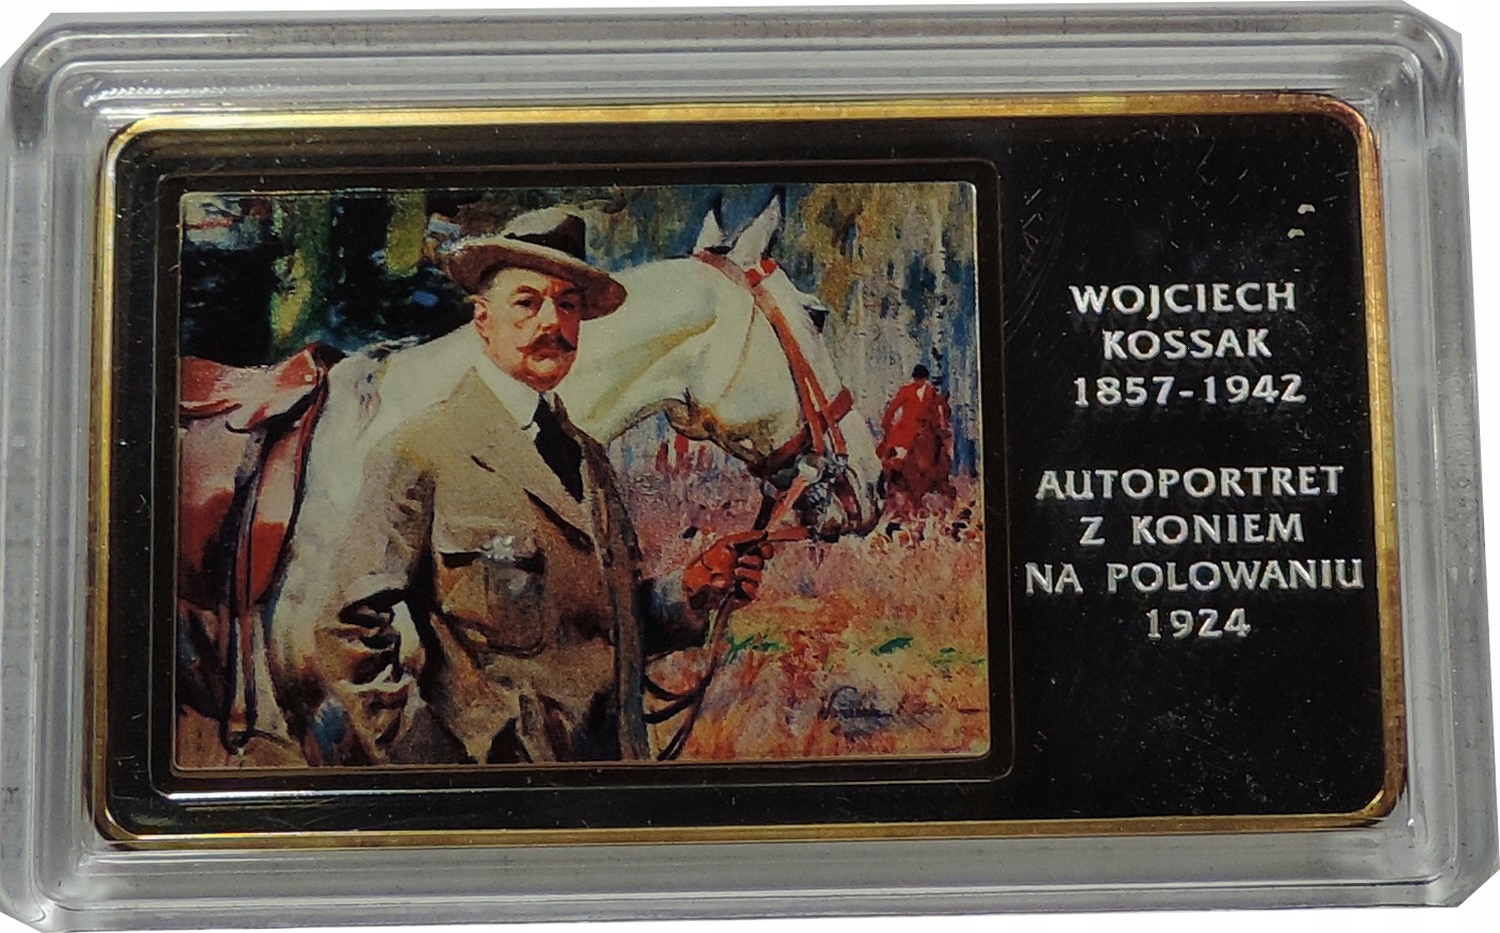 WOJCIECH
KOSSAK
1857-1942
AUTOPORTRET
Z KONIEM
NA POLOWANIU
1924